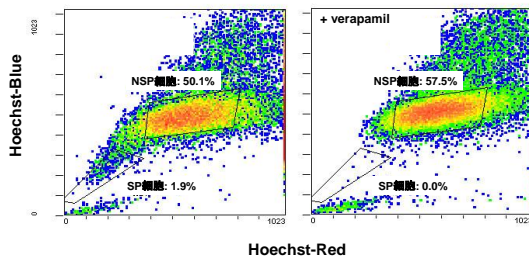 + verapamil
1023
NSP細胞: 50.1%
NSP細胞: 57.5%
Hoechst-Blue
SP細胞: 1.9%
SP細胞: 0.0%
0
0
1023
0
1023
Hoechst-Red